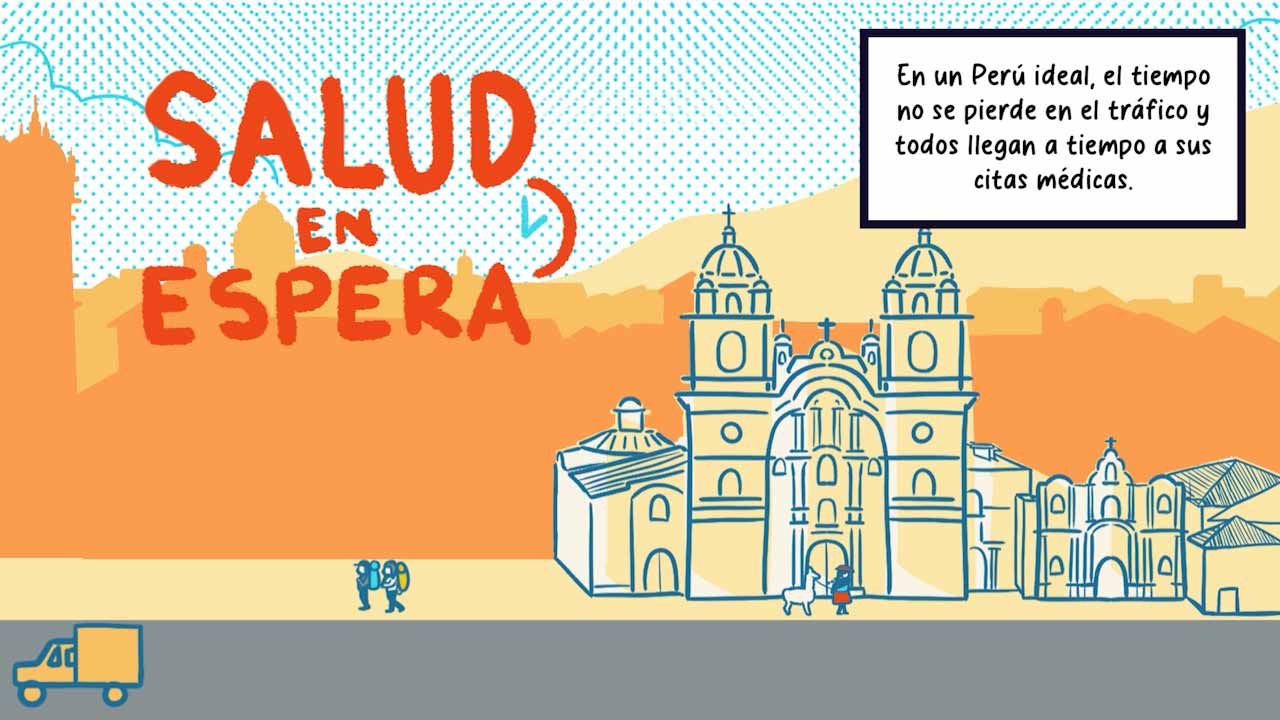 SALUD
EN
ESPERA
En un Perú ideal, el tiempo
no se pierde en el tráfico y
todos llegan a tiempo a sus
citas médicas.